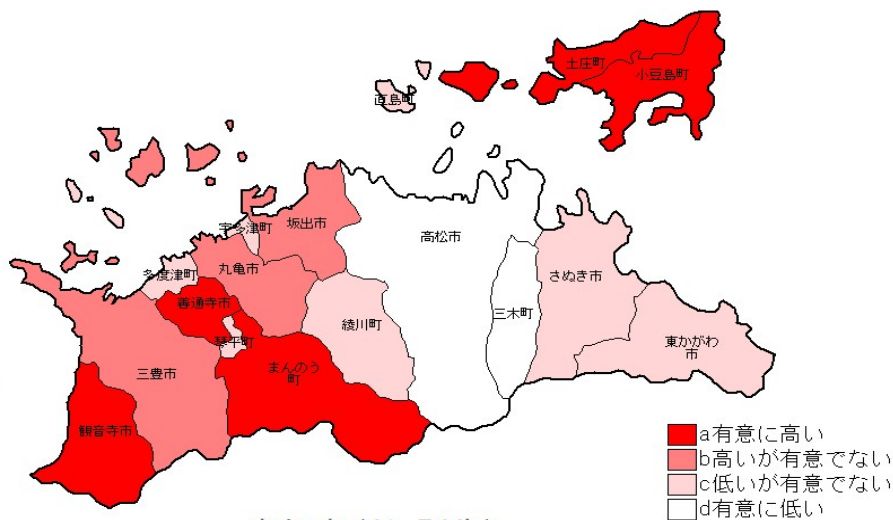 土庄町
小豆島町
直島町
宇多津町
坂出市
高松市
多度津町
丸亀市
さぬき市
善通寺市
綾川町
三木町
琴平町
東かがわ
市
三豊市
まんのう
町
観音寺市
a有意に高い
b高いが有意でない
c低いが有意でない
d有意に低い